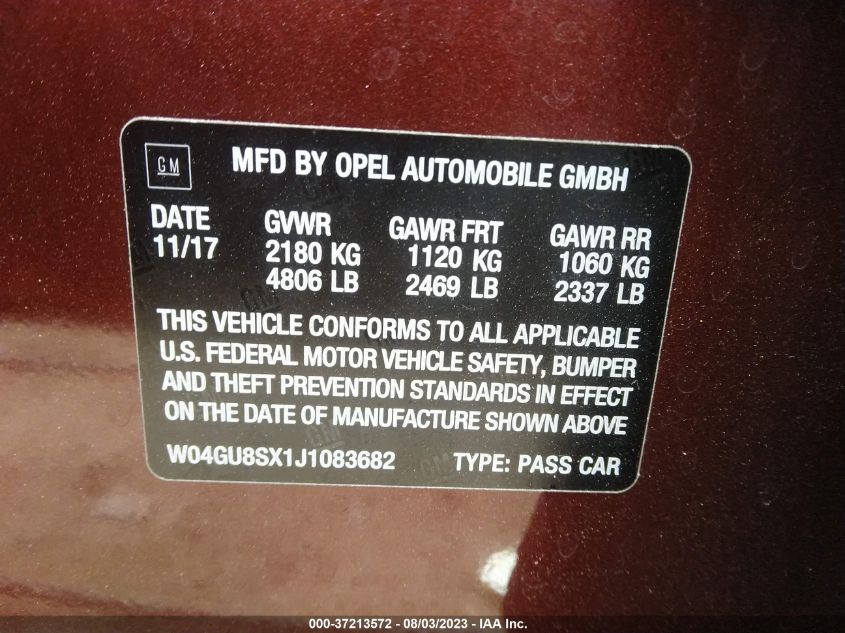 GM
MFD BY OPEL AUTOMOBILE GMBH
DATE GVWR GAWR FRT GAWR RR
11/17 2180 KG 1120 KG 1060 KG
4806 LB 2469 LB 2337 LB
THIS VEHICLE CONFORMS TO ALL APPLICABLE
U.S. FEDERAL MOTOR VEHICLE SAFETY, BUMPER
AND THEFT PREVENTION STANDARDS IN EFFECT
ON THE DATE OF MANUFACTURE SHOWN ABOVE
W04GU8SX1J1083682 TYPE: PASS CAR
000-37213572 - 08/03/2023 - IAA Inc.